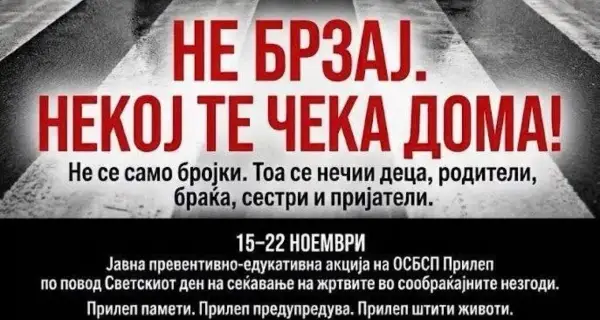 НЕ БРЗАЈ.
НЕКОЈ ТЕ ЧЕКА ДОМА!
Не се само бројки. Тоа се нечии деца, родители,
браќа, сестри и пријатели.
15–22 НОЕМВРИ
Јавна превентивно-едукативна акција на ОСБСП Прилеп
по повод Светскиот ден на сеќавање на жртвите во сообраќајните незгоди.
Прилеп памети. Прилеп предупредува. Прилеп штити животи.